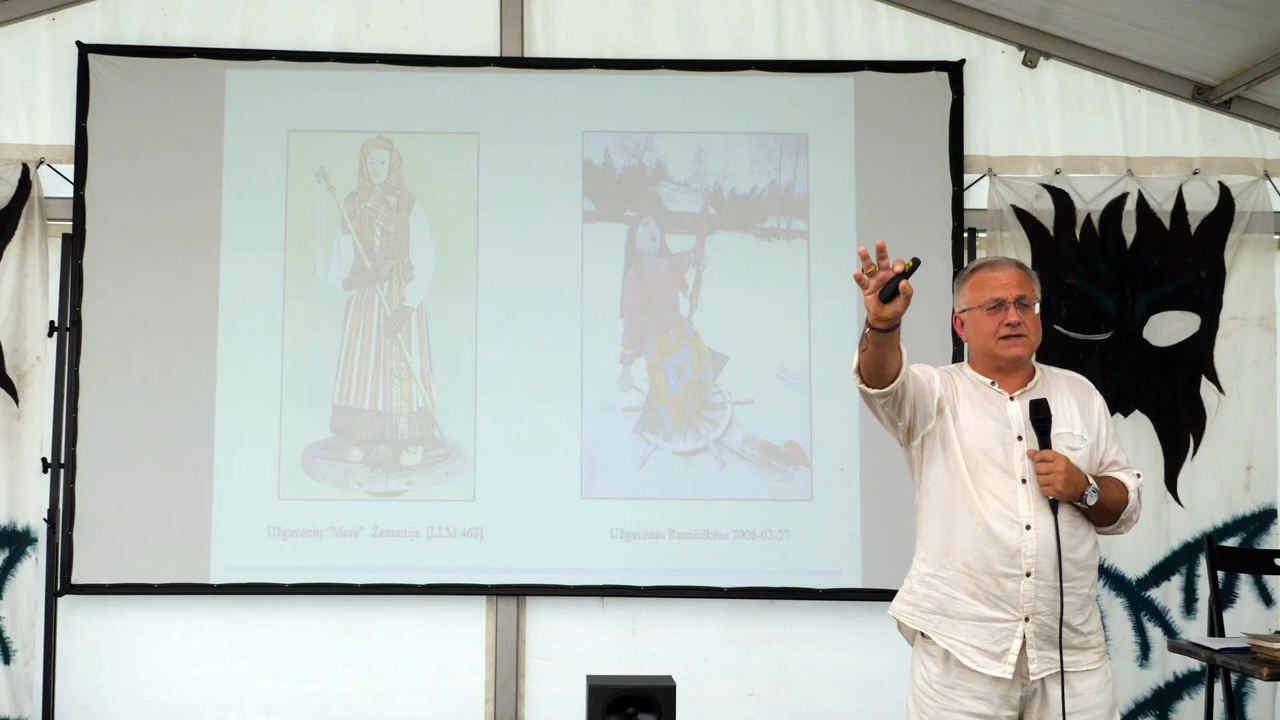 Užgavėnių “Morė”. Žemaitija [LLM 463]
Užgavėnės Rumšiškėse 2006-02-27